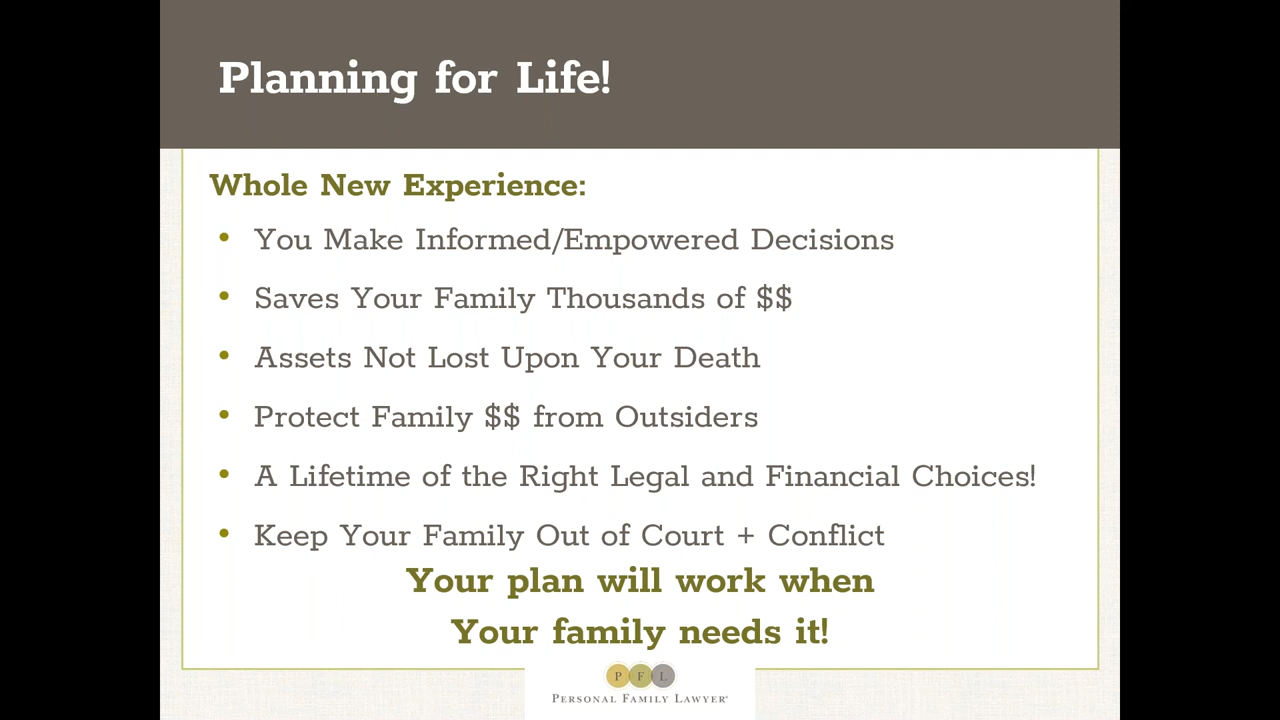 Planning for Life!
Whole New Experience:
• You Make Informed/Empowered Decisions
• Saves Your Family Thousands of $$
• Assets Not Lost Upon Your Death
• Protect Family $$ from Outsiders
• A Lifetime of the Right Legal and Financial Choices!
• Keep Your Family Out of Court + Conflict
Your plan will work when
Your family needs it!
P F L
PERSONAL FAMILY LAWYER®